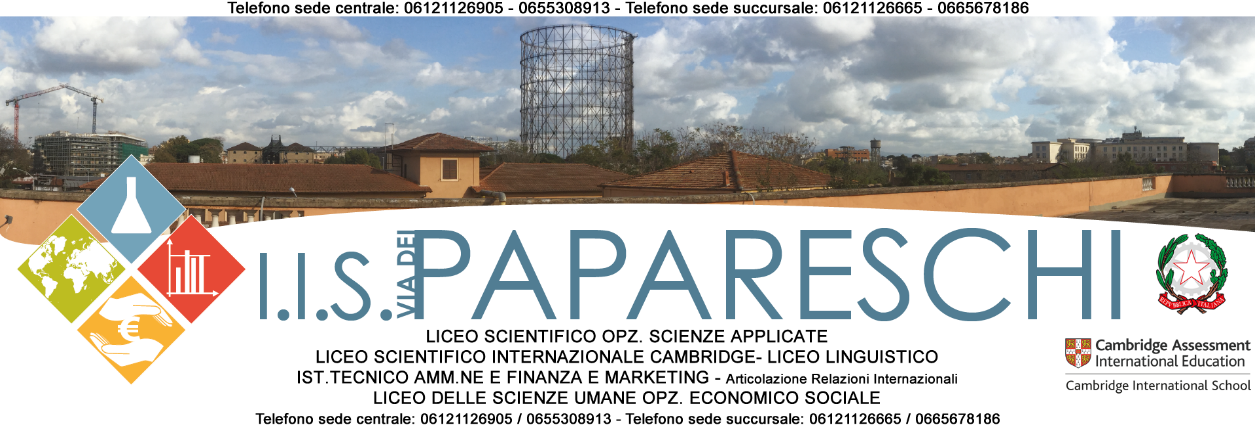 Telefono sede centrale: 06121126905 - 0655308913 - Telefono sede succursale: 06121126665 - 0665678186
I.I.S. VIA DEI PAPARESCHI
REPVBBLICA ITALIANA
LICEO SCIENTIFICO OPZ. SCIENZE APPLICATE
LICEO SCIENTIFICO INTERNAZIONALE CAMBRIDGE- LICEO LINGUISTICO
IST.TECNICO AMM.NE E FINANZA E MARKETING - Articolazione Relazioni Internazionali
LICEO DELLE SCIENZE UMANE OPZ. ECONOMICO SOCIALE
Telefono sede centrale: 06121126905 / 0655308913 - Telefono sede succursale: 06121126665 / 0665678186
Cambridge Assessment
International Education
Cambridge International School